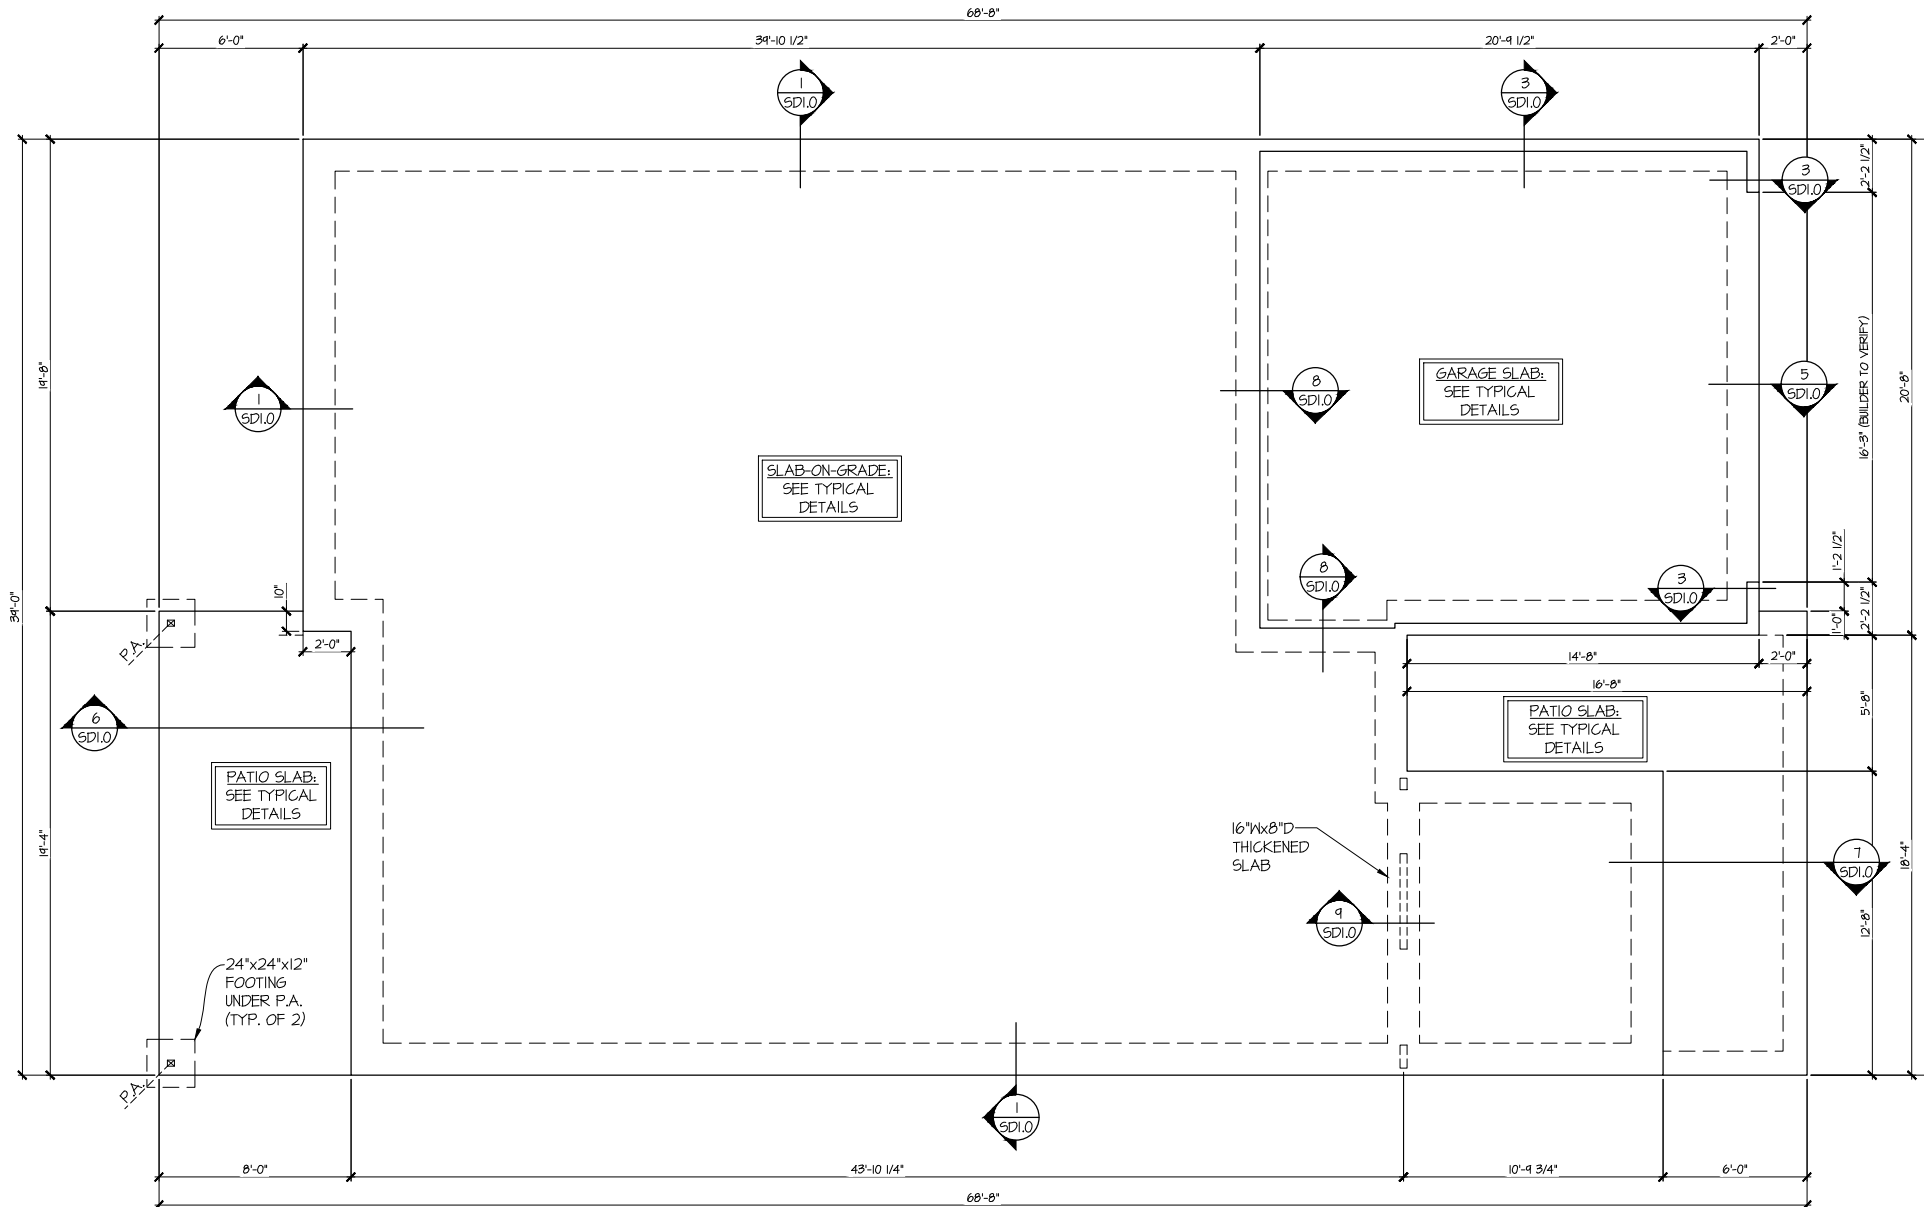 68'-8"
6'-0"
39'-10 1/2"
20'-9 1/2"
2'-0"
1
SD1.0
3
SD1.0
2'-2 1/2"
3
SD1.0
19'-8"
39'-0"
1
SD1.0
8
SD1.0
GARAGE SLAB:
SEE TYPICAL
DETAILS
5
SD1.0
16'-3" (BUILDER TO VERIFY)
20'-8"
SLAB-ON-GRADE:
SEE TYPICAL
DETAILS
8
SD1.0
3
SD1.0
1'-2 1/2"
2'-2 1/2"
1'-0"
10"
2'-0"
P.A.
14'-8"
2'-0"
16'-8"
5'-8"
6
SD1.0
PATIO SLAB:
SEE TYPICAL
DETAILS
PATIO SLAB:
SEE TYPICAL
DETAILS
19'-4"
16"Wx8"D
THICKENED
SLAB
7
SD1.0
18'-4"
9
SD1.0
12'-8"
24"x24"x12"
FOOTING
UNDER P.A.
(TYP. OF 2)
P.A.
1
SD1.0
8'-0"
43'-10 1/4"
10'-9 3/4"
6'-0"
68'-8"